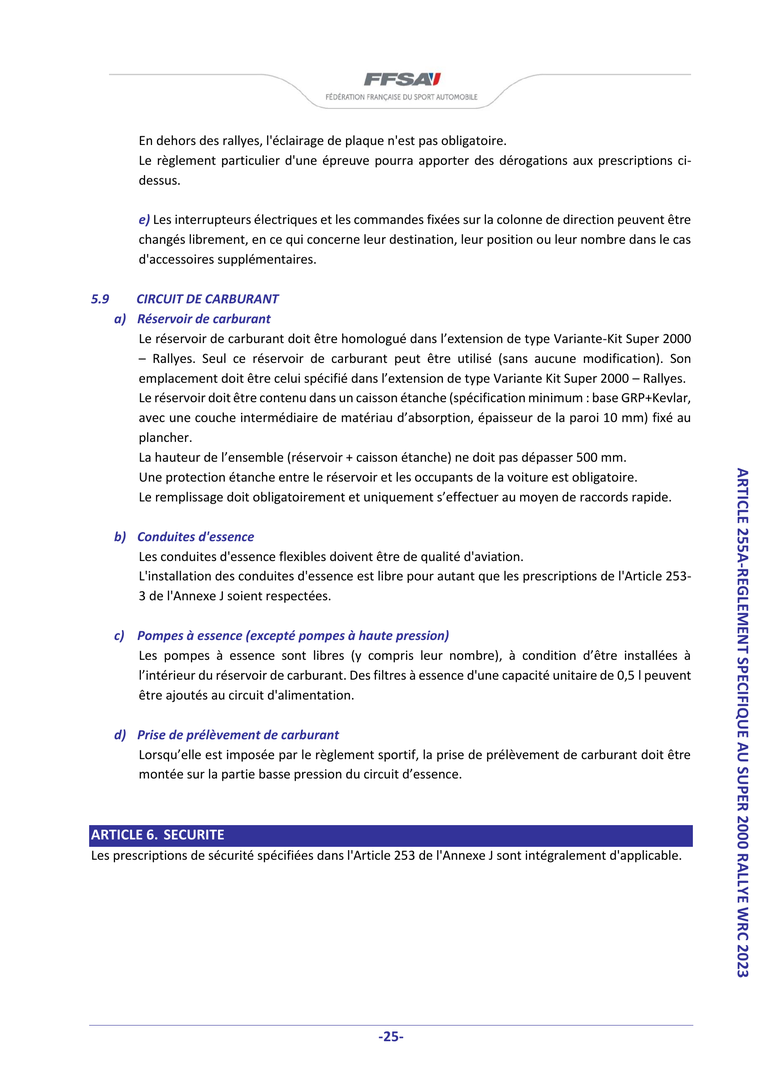 FFSA
FÉDÉRATION FRANÇAISE DU SPORT AUTOMOBILE
En dehors des rallyes, l'éclairage de plaque n'est pas obligatoire.
Le règlement particulier d'une épreuve pourra apporter des dérogations aux prescriptions ci-
dessus.
e) Les interrupteurs électriques et les commandes fixées sur la colonne de direction peuvent être
changés librement, en ce qui concerne leur destination, leur position ou leur nombre dans le cas
d'accessoires supplémentaires.
5.9 CIRCUIT DE CARBURANT
a) Réservoir de carburant
Le réservoir de carburant doit être homologué dans l’extension de type Variante-Kit Super 2000
– Rallyes. Seul ce réservoir de carburant peut être utilisé (sans aucune modification). Son
emplacement doit être celui spécifié dans l’extension de type Variante Kit Super 2000 – Rallyes.
Le réservoir doit être contenu dans un caisson étanche (spécification minimum : base GRP+Kevlar,
avec une couche intermédiaire de matériau d’absorption, épaisseur de la paroi 10 mm) fixé au
plancher.
La hauteur de l’ensemble (réservoir + caisson étanche) ne doit pas dépasser 500 mm.
Une protection étanche entre le réservoir et les occupants de la voiture est obligatoire.
Le remplissage doit obligatoirement et uniquement s’effectuer au moyen de raccords rapide.
b) Conduites d'essence
Les conduites d'essence flexibles doivent être de qualité d'aviation.
L'installation des conduites d'essence est libre pour autant que les prescriptions de l'Article 253-
3 de l'Annexe J soient respectées.
c) Pompes à essence (excepté pompes à haute pression)
Les pompes à essence sont libres (y compris leur nombre), à condition d’être installées à
l’intérieur du réservoir de carburant. Des filtres à essence d'une capacité unitaire de 0,5 l peuvent
être ajoutés au circuit d'alimentation.
d) Prise de prélèvement de carburant
Lorsqu’elle est imposée par le règlement sportif, la prise de prélèvement de carburant doit être
montée sur la partie basse pression du circuit d’essence.
ARTICLE 6. SECURITE
Les prescriptions de sécurité spécifiées dans l'Article 253 de l'Annexe J sont intégralement d'applicable.
ARTICLE 255A-REGLEMENT SPECIFIQUE AU SUPER 2000 RALLYE WRC 2023
-25-